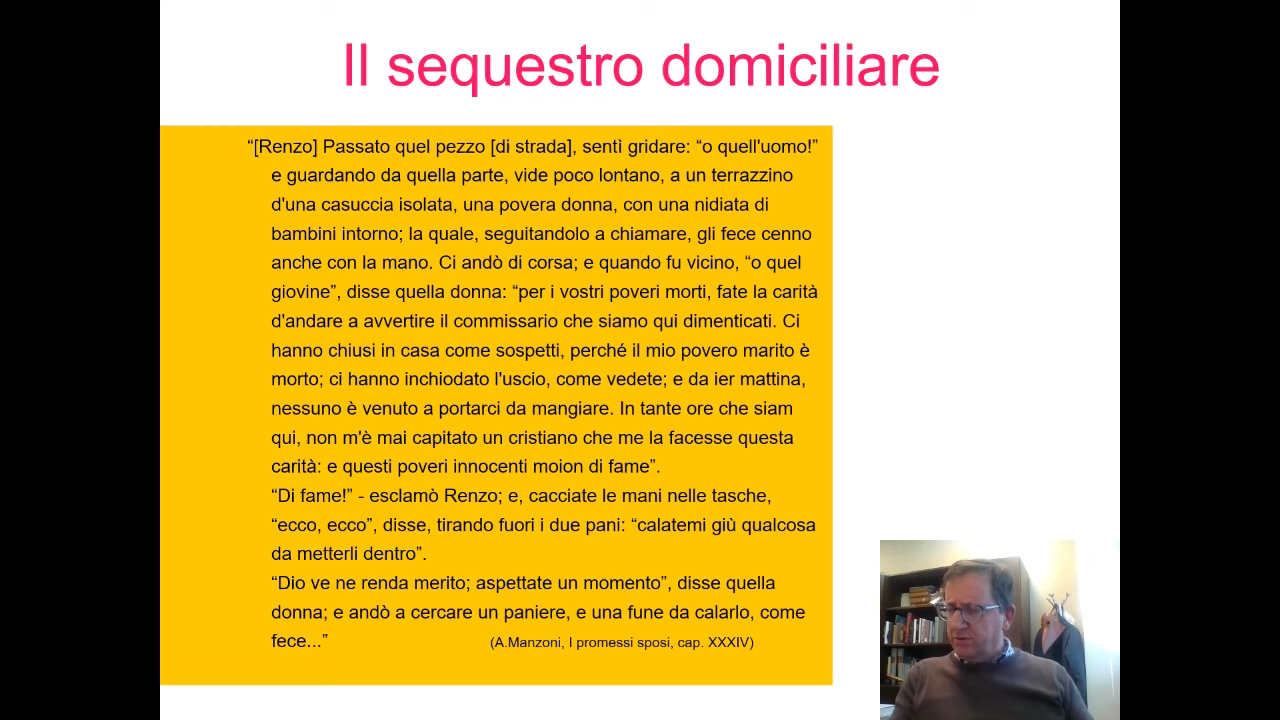 Il sequestro domiciliare
“[Renzo] Passato quel pezzo [di strada], sentì gridare: “o quell'uomo!”
e guardando da quella parte, vide poco lontano, a un terrazzino
d'una casuccia isolata, una povera donna, con una nidiata di
bambini intorno; la quale, seguitandolo a chiamare, gli fece cenno
anche con la mano. Ci andò di corsa; e quando fu vicino, “o quel
giovine”, disse quella donna: “per i vostri poveri morti, fate la carità
d'andare a avvertire il commissario che siamo qui dimenticati. Ci
hanno chiusi in casa come sospetti, perché il mio povero marito è
morto; ci hanno inchiodato l'uscio, come vedete; e da ier mattina,
nessuno è venuto a portarci da mangiare. In tante ore che siam
qui, non m'è mai capitato un cristiano che me la facesse questa
carità: e questi poveri innocenti moion di fame”.
“Di fame!” - esclamò Renzo; e, cacciate le mani nelle tasche,
“ecco, ecco”, disse, tirando fuori i due pani: “calatemi giù qualcosa
da metterli dentro”.
“Dio ve ne renda merito; aspettate un momento”, disse quella
donna; e andò a cercare un paniere, e una fune da calarlo, come
fece...” (A.Manzoni, I promessi sposi, cap. XXXIV)